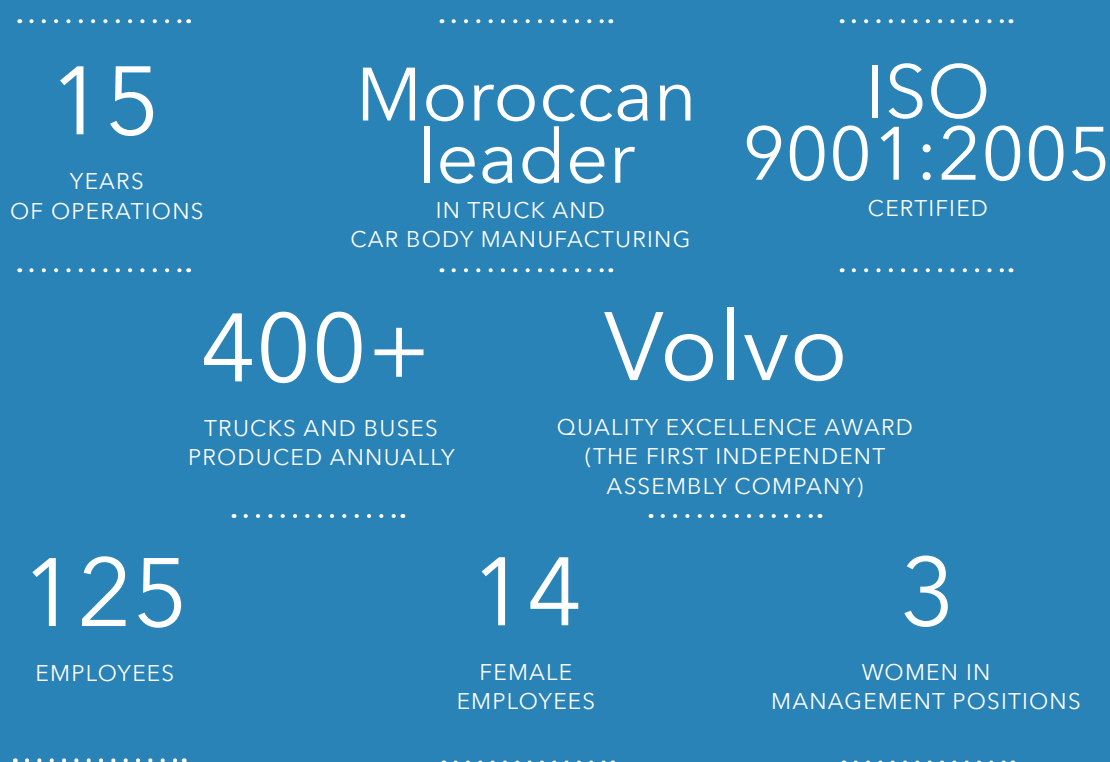 15
YEARS
OF OPERATIONS
Moroccan
leader
IN TRUCK AND
CAR BODY MANUFACTURING
ISO
9001:2005
CERTIFIED
400+
TRUCKS AND BUSES
PRODUCED ANNUALLY
Volvo
QUALITY EXCELLENCE AWARD
(THE FIRST INDEPENDENT
ASSEMBLY COMPANY)
125
EMPLOYEES
14
FEMALE
EMPLOYEES
3
WOMEN IN
MANAGEMENT POSITIONS